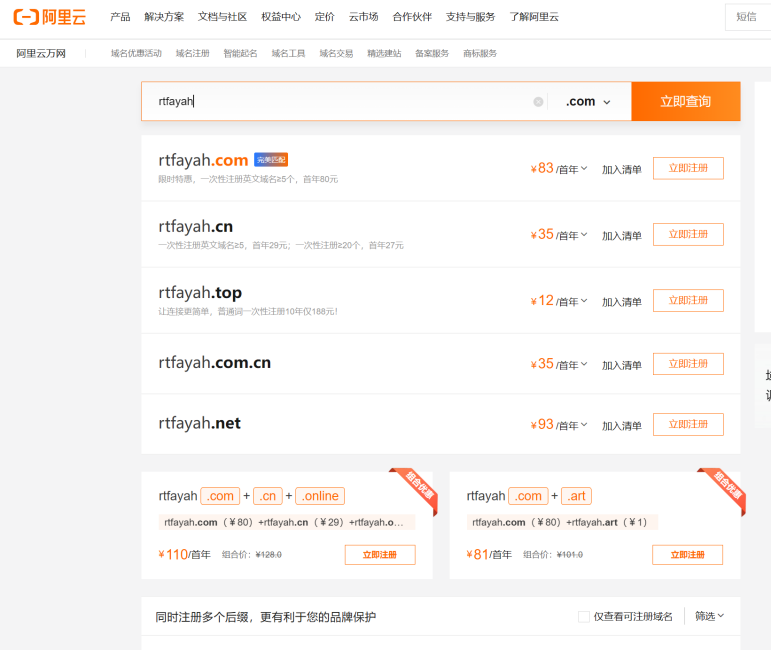 阿里云 产品 解决方案 文档与社区 权益中心 定价 云市场 合作伙伴 支持与服务 了解阿里云 短信
阿里云万网 域名优惠活动 域名注册 智能起名 域名工具 域名交易 精选建站 备案服务 商标服务
rtfayah .com 立即查询
rtfayah.com 完美匹配 ¥83/首年 加入清单 立即注册
限时特惠，一次性注册英文域名≥5个，首年80元
rtfayah.cn ¥35/首年 加入清单 立即注册
一次性注册英文域名≥5，首年29元；一次性注册≥20个，首年27元
rtfayah.top ¥12/首年 加入清单 立即注册
让连接更简单，普通词一次性注册10年仅188元！
rtfayah.com.cn ¥35/首年 加入清单 立即注册
rtfayah.net ¥93/首年 加入清单 立即注册
组合优惠 组合优惠
rtfayah .com + .cn + .online rtfayah .com + .art
rtfayah.com（¥80）+rtfayah.cn（¥29）+rtfayah.o... rtfayah.com（¥80）+rtfayah.art（¥1）
¥110/首年 组合价：¥128.0 立即注册 ¥81/首年 组合价：¥101.0 立即注册
同时注册多个后缀，更有利于您的品牌保护 仅查看可注册域名 筛选